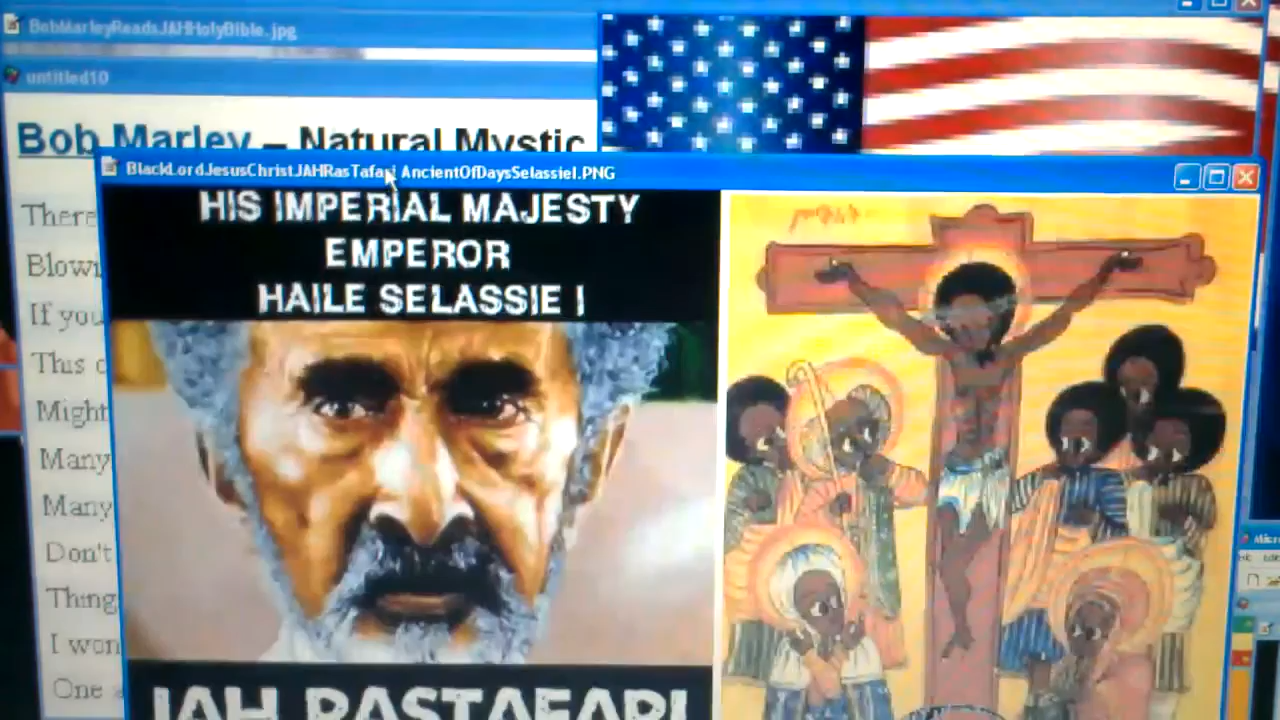 BobMarleyReadsJAHHolyBible.jpg
untitled10
Bob Marley – Natural Mystic
BlackLordJesusChristJAHRasTafari AncientOfDaysSelassieI.PNG
There
Blown
If you
This
Might
Many
Many
Don't
Thing
I won
One
HIS IMPERIAL MAJESTY
EMPEROR
HAILE SELASSIE I
JAH RASTAFARI